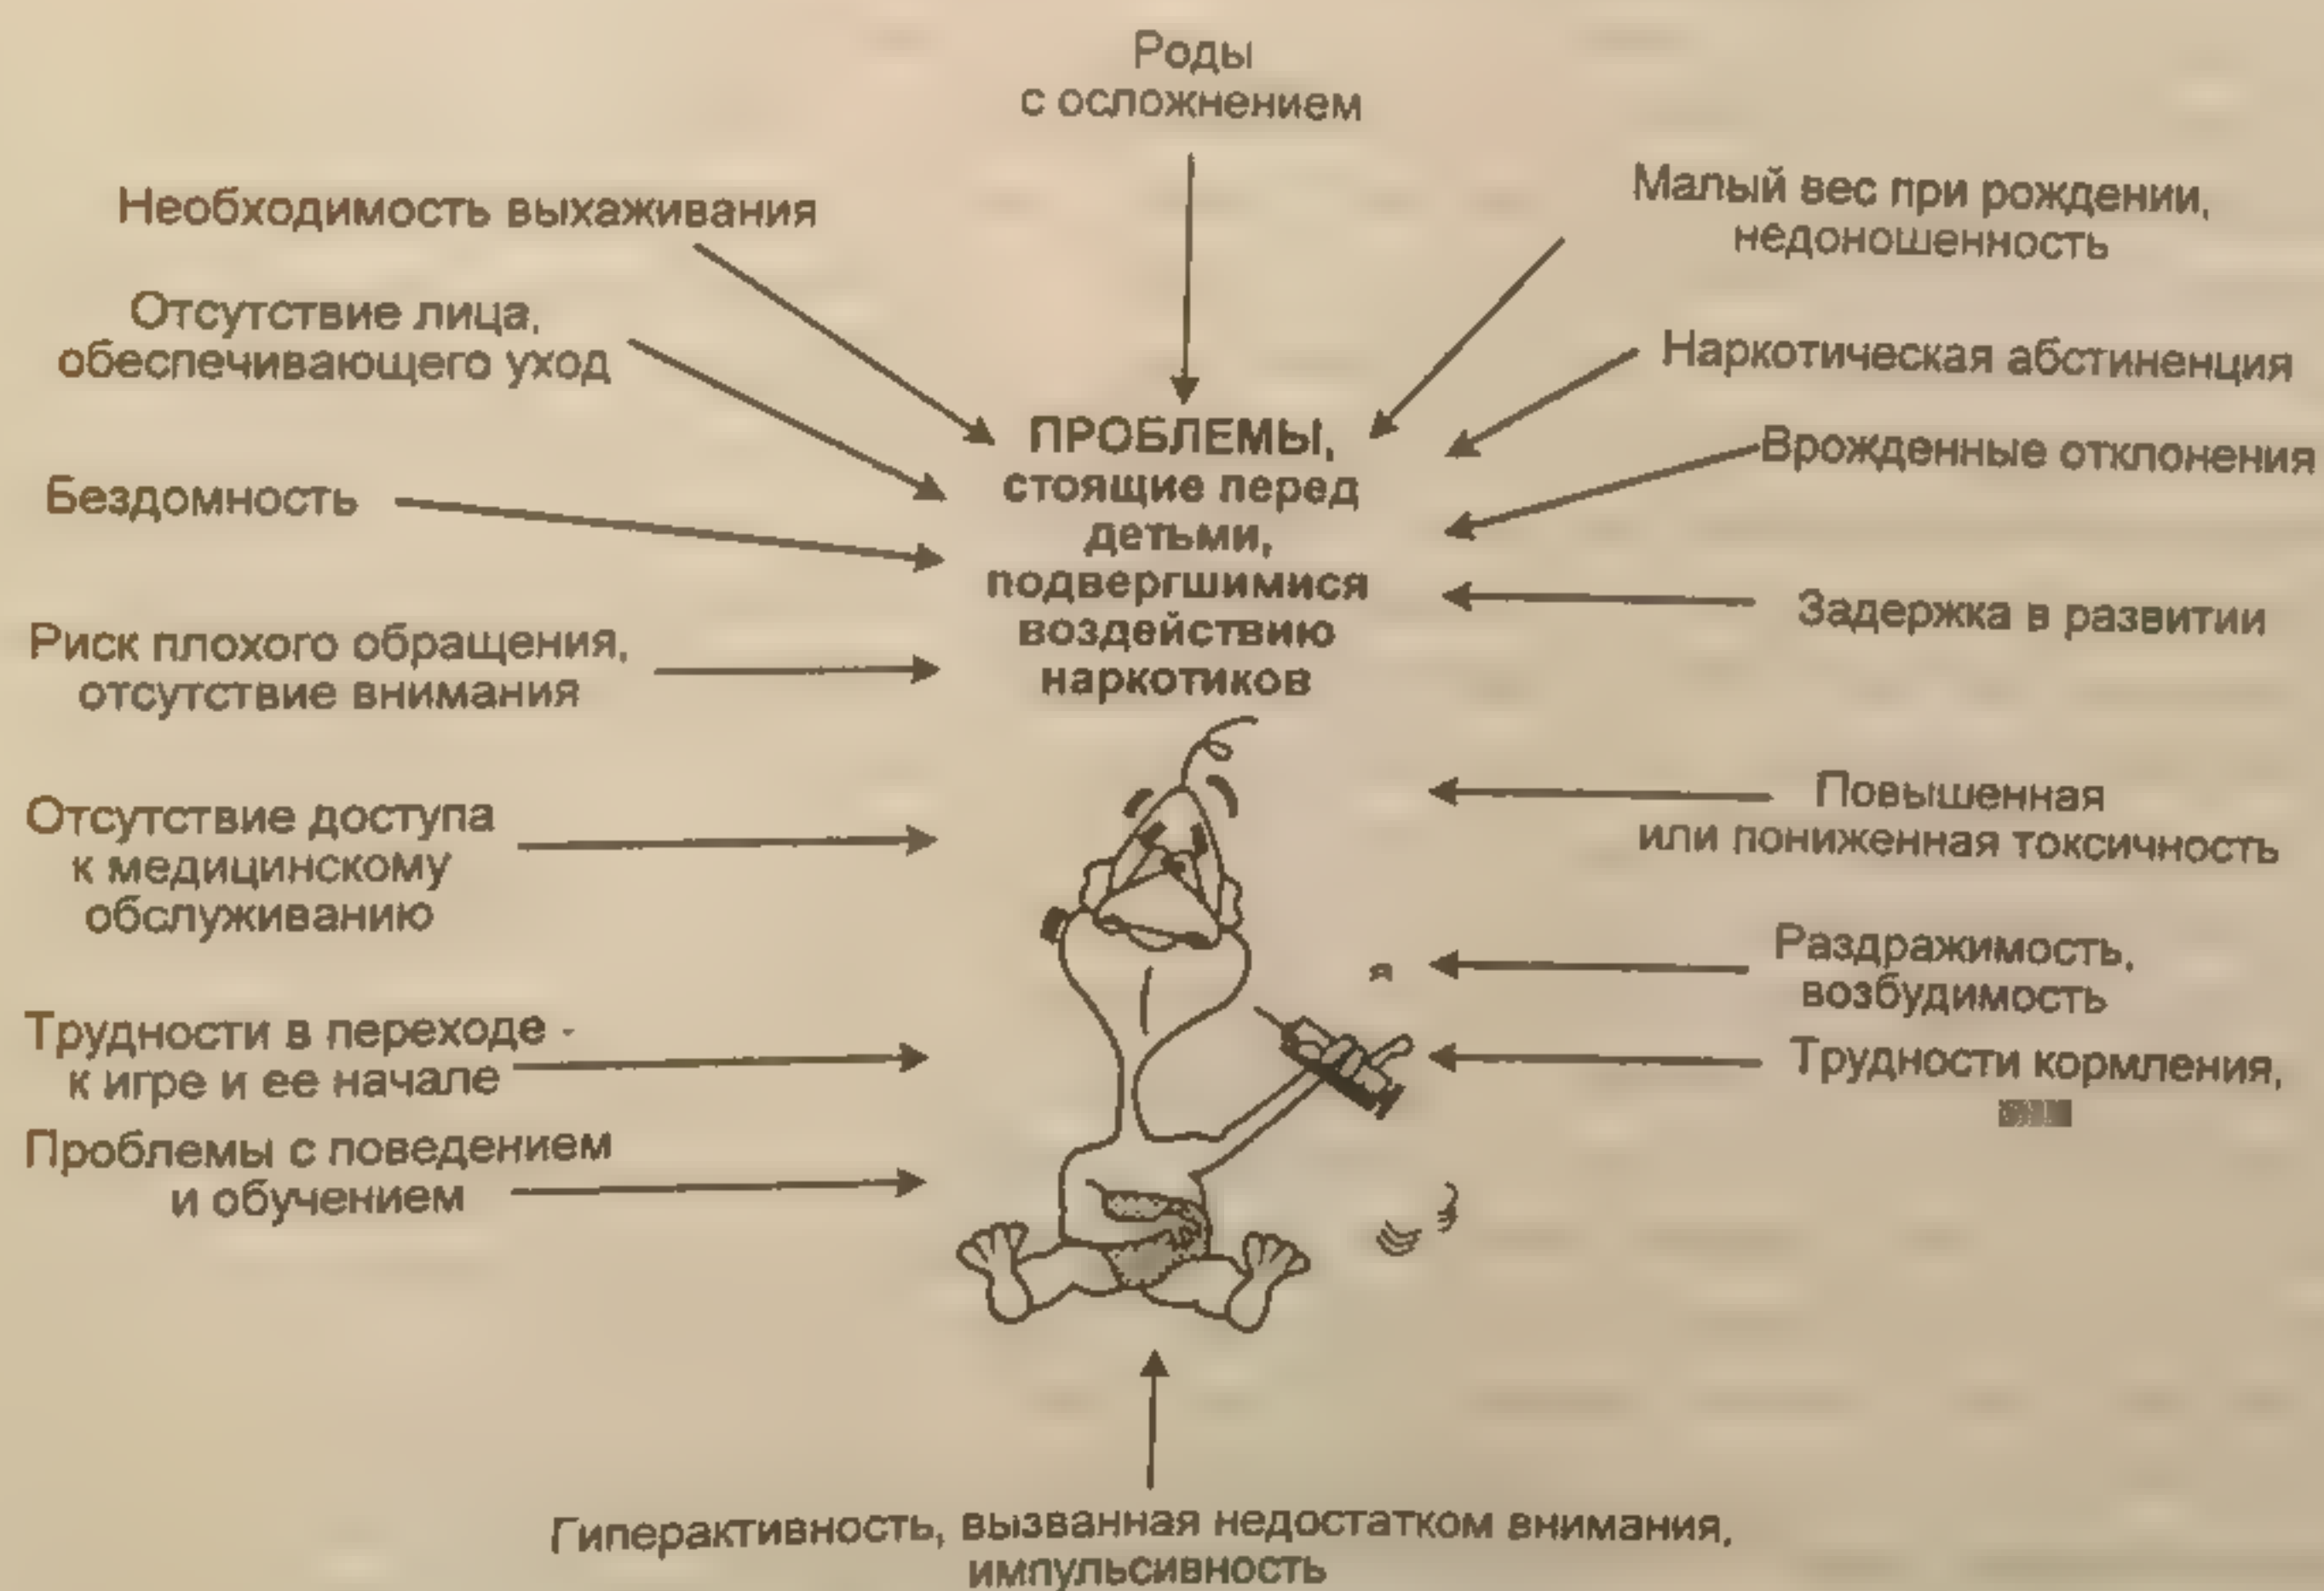 Роды
с осложнением
Необходимость выхаживания
Отсутствие лица,
обеспечивающего уход
Бездомность
Риск плохого обращения,
отсутствие внимания
Отсутствие доступа
к медицинскому
обслуживанию
Трудности в переходе -
к игре и ее начале
Проблемы с поведением
и обучением
ПРОБЛЕМЫ,
стоящие перед
детьми,
подвергшимися
воздействию
наркотиков
Малый вес при рождении,
недоношенность
Наркотическая абстиненция
Врожденные отклонения
Задержка в развитии
Повышенная
или пониженная токсичность
я
Раздражимость,
возбудимость
Трудности кормления,
Гиперактивность, вызванная недостатком внимания,
импульсивность